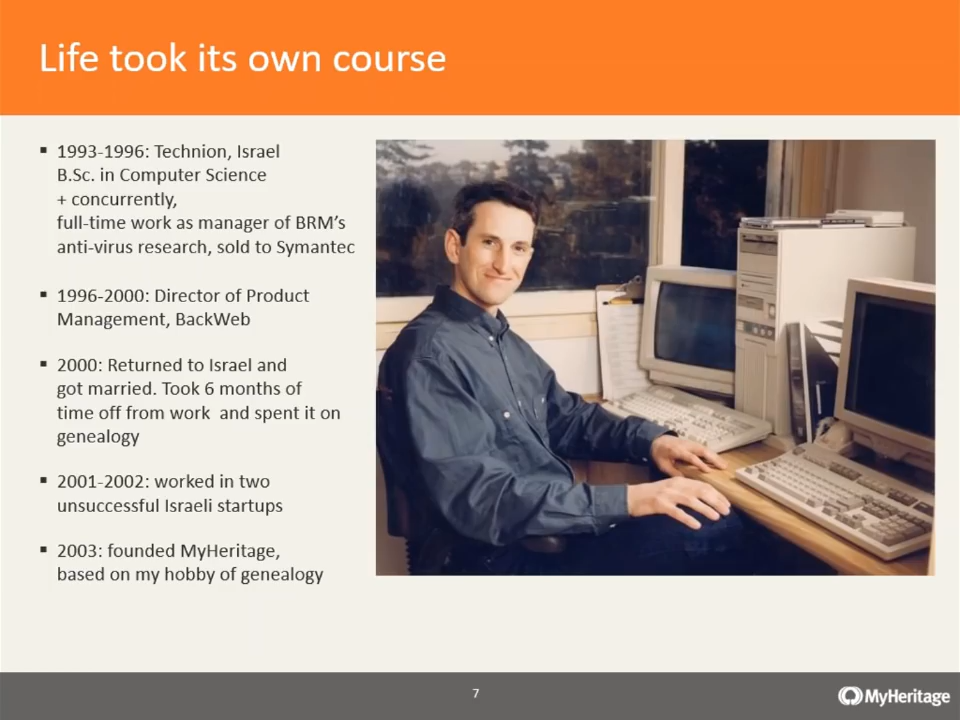 Life took its own course
▪ 1993-1996: Technion, Israel
B.Sc. in Computer Science
+ concurrently,
full-time work as manager of BRM’s
anti-virus research, sold to Symantec
▪ 1996-2000: Director of Product
Management, BackWeb
▪ 2000: Returned to Israel and
got married. Took 6 months of
time off from work  and spent it on
genealogy
▪ 2001-2002: worked in two
unsuccessful Israeli startups
▪ 2003: founded MyHeritage,
based on my hobby of genealogy
7
MyHeritage